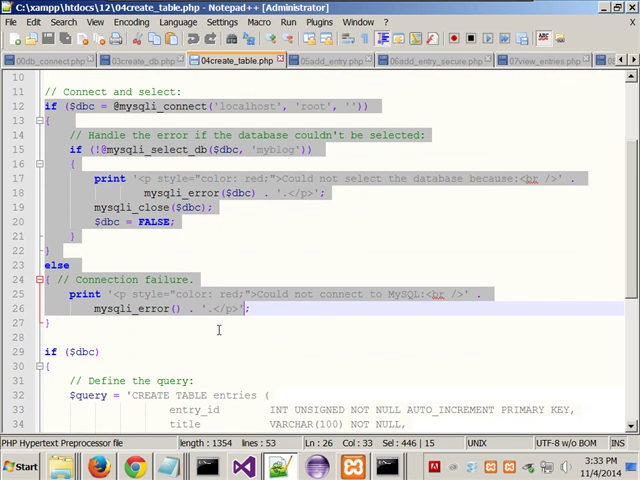 C:\xampp\htdocs\12\04create_table.php - Notepad++ [Administrator]
File Edit Search View Encoding Language Settings Macro Run Plugins Window ?
00db_connect.php 03create_db.php 04create_table.php 05add_entry.php 06add_entry_secure.php 07view_entries.php
10
11 // Connect and select:
12 if ($dbc = @mysqli_connect('localhost', 'root', ''))
13 {
14 // Handle the error if the database couldn't be selected:
15 if (!@mysqli_select_db($dbc, 'myblog'))
16 {
17 print '<p style="color: red;">Could not select the database because:<br />' .
18 mysqli_error($dbc) . '.</p>';
19 mysqli_close($dbc);
20 $dbc = FALSE;
21 }
22 }
23 else
24 { // Connection failure.
25 print '<p style="color: red;">Could not connect to MySQL:<br />' .
26 mysqli_error() . '.</p>';
27 }
28
29 if ($dbc)
30 {
31 // Define the query:
32 $query = 'CREATE TABLE entries (
33 entry_id INT UNSIGNED NOT NULL AUTO_INCREMENT PRIMARY KEY,
34 title VARCHAR(100) NOT NULL,
PHP Hypertext Preprocessor file length : 1354 lines : 53 Ln : 26 Col : 33 Sel : 446 | 15 UNIX UTF-8 w/o BOM INS
Start 3:33 PM
11/4/2014